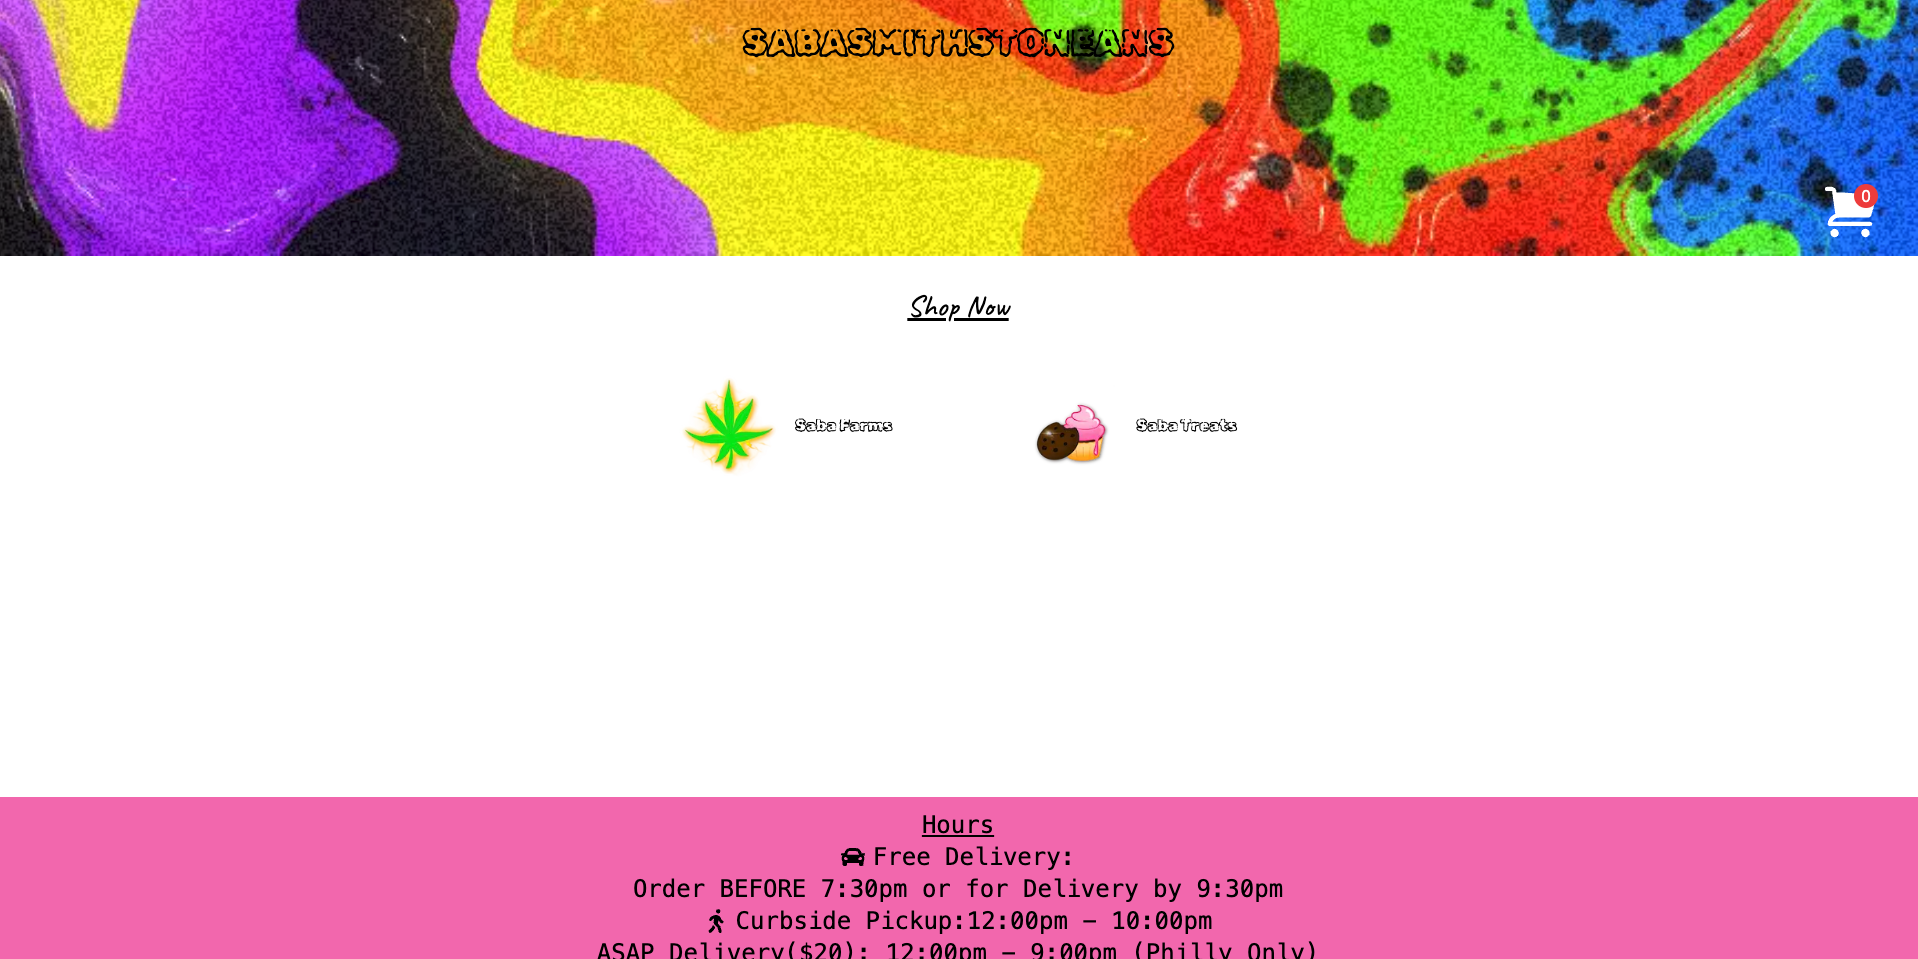 SABASMITHSTONEANS
0
Shop Now
Saba Farms
Saba Treats
Hours
Free Delivery:
Order BEFORE 7:30pm or for Delivery by 9:30pm
Curbside Pickup:12:00pm – 10:00pm
ASAP Delivery($20): 12:00pm – 9:00pm (Philly Only)